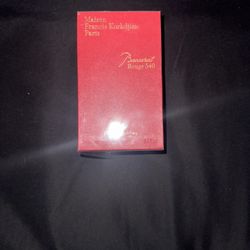 Maison
Francis Kurkdjian
Paris
Baccarat
Rouge 540